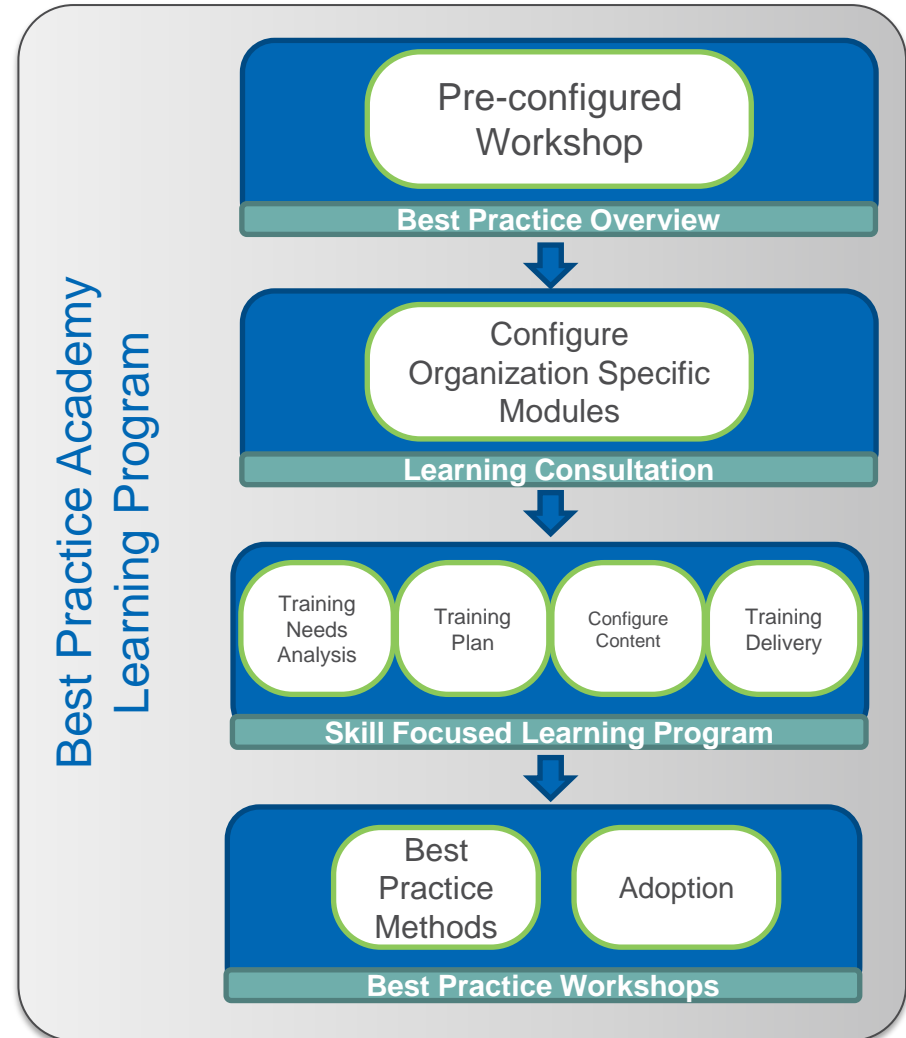 Best Practice Academy
Learning Program
Pre-configured
Workshop
Best Practice Overview
Configure
Organization Specific
Modules
Learning Consultation
Training
Needs
Analysis
Training
Plan
Configure
Content
Training
Delivery
Skill Focused Learning Program
Best
Practice
Methods
Adoption
Best Practice Workshops